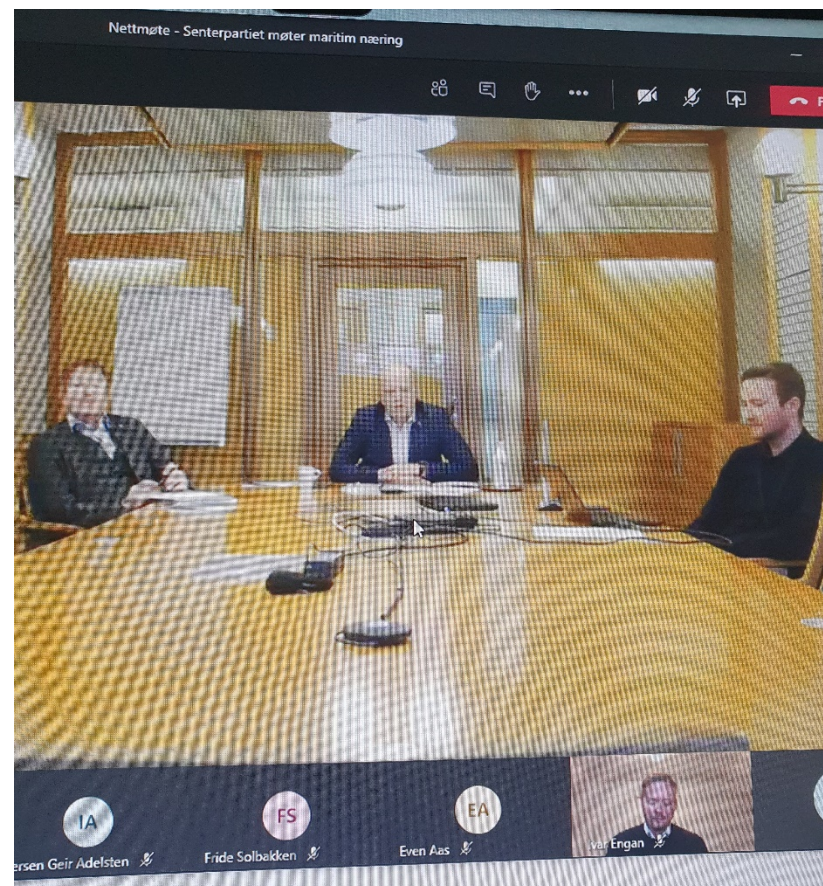 Nettmøte - Senterpartiet møter maritim næring
F
IA
FS
EA
ersen Geir Adelsten
Fride Solbakken
Even Aas
var Engan